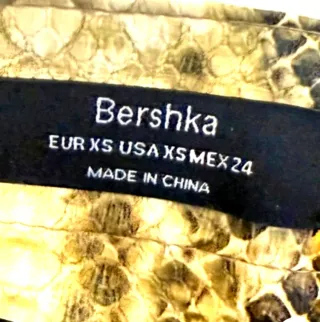 Bershka
EUR XS USA XS MEX 24
MADE IN CHINA